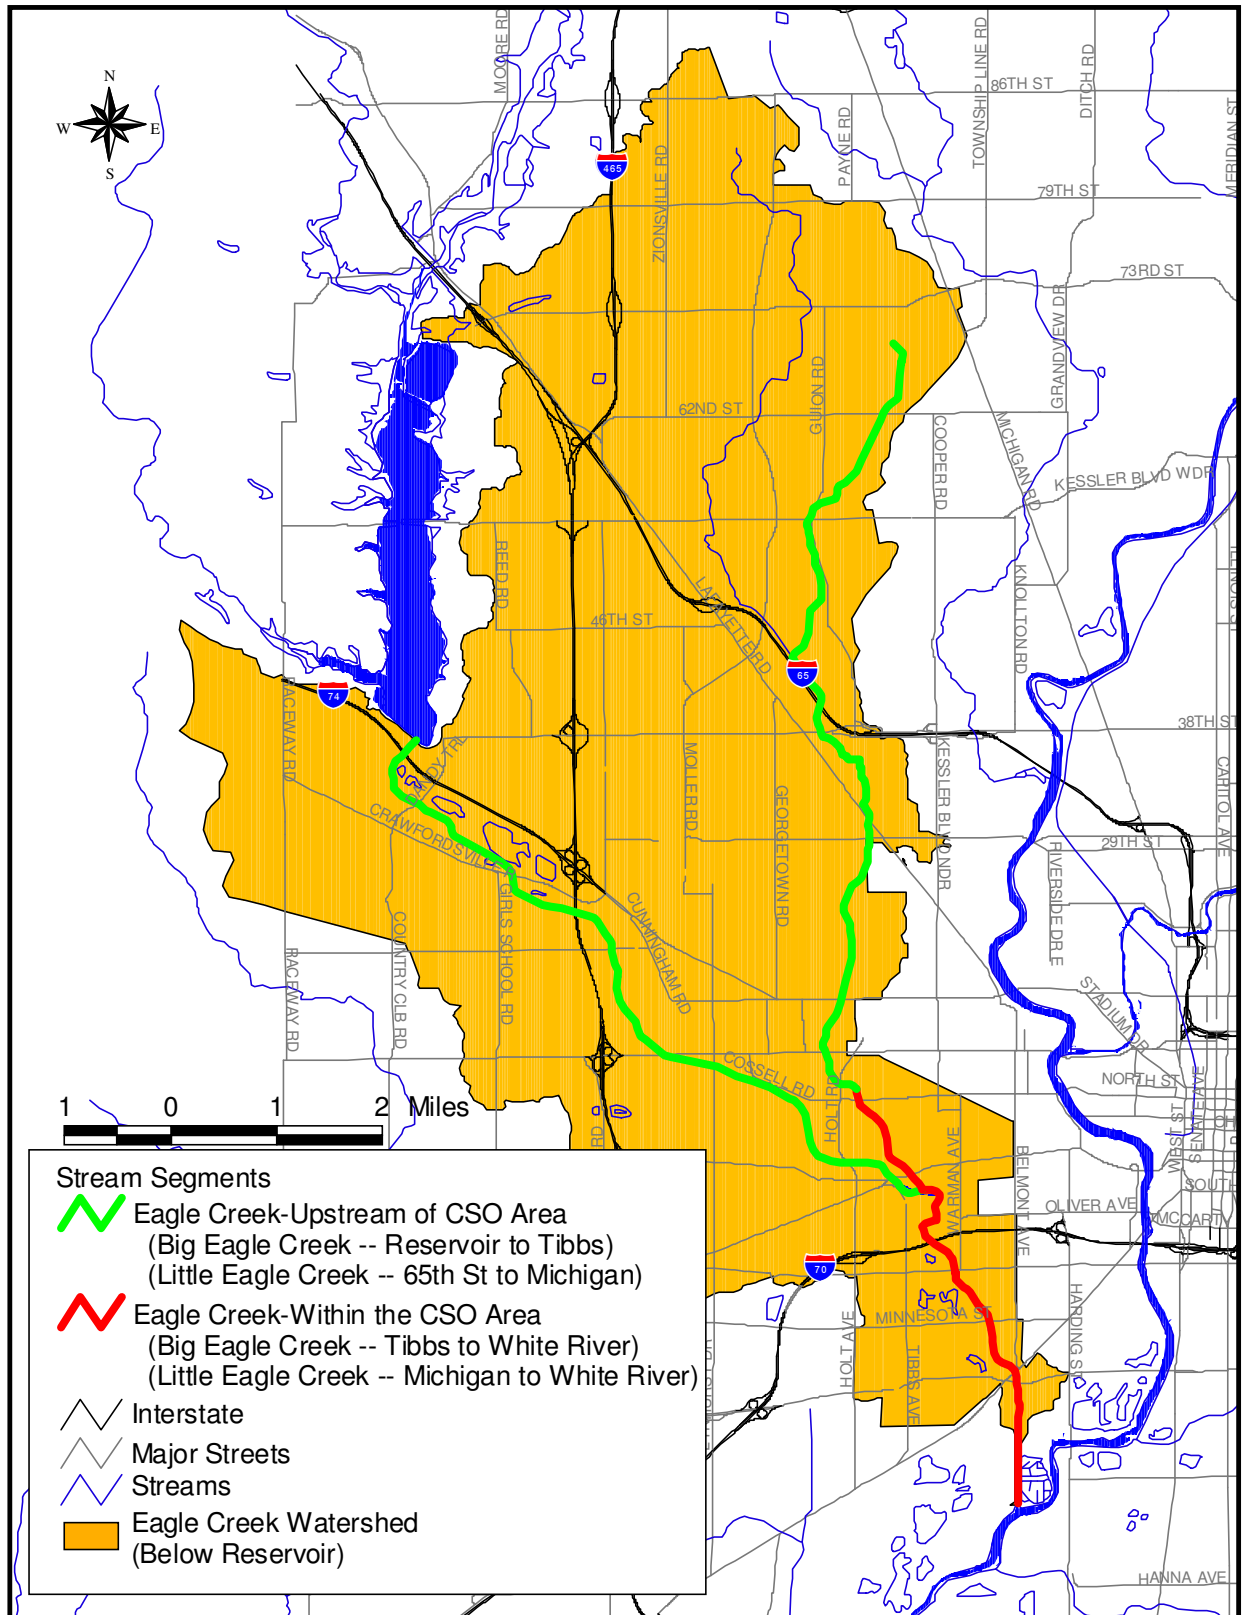 MOORE RD
TOWNSHIP LINE RD
DITCH RD
86TH ST
N
W
E
S
PAYNE RD
MERIDIAN ST
465
ZIONSVILLE RD
79TH ST
73RD ST
GRANDVIEW DR
GUION RD
62ND ST
COOPER RD
MICHIGAN RD
KESSLER BLVD WDR
REED RD
KNOLLTON RD
LAFAYETTE RD
46TH ST
65
74
RACEWAY RD
38TH ST
DANDY TRL
MOLLER RD
KESSLER BLVD NDR
CAPITOL AVE
GEORGETOWN RD
CRAWFORDSVILLE
29TH ST
RIVERSIDE DR E
GIRLS SCHOOL RD
CUNNINGHAM RD
COUNTRY CLB RD
RACEWAY RD
STADIUM DR
COSSELL RD
HOLT RD
NORTH ST
SENATE AVE
WEST ST
1 0 1 2 Miles
RD
WARMAN AVE
BELMONT AVE
SOUTH
OLIVER AVE
MCCARTY
70
MINNESOTA ST
HARDING ST
HOLT AVE
TIBBS AVE
HANNA AVE
Stream Segments
Eagle Creek-Upstream of CSO Area
(Big Eagle Creek -- Reservoir to Tibbs)
(Little Eagle Creek -- 65th St to Michigan)
Eagle Creek-Within the CSO Area
(Big Eagle Creek -- Tibbs to White River)
(Little Eagle Creek -- Michigan to White River)
Interstate
Major Streets
Streams
Eagle Creek Watershed
(Below Reservoir)